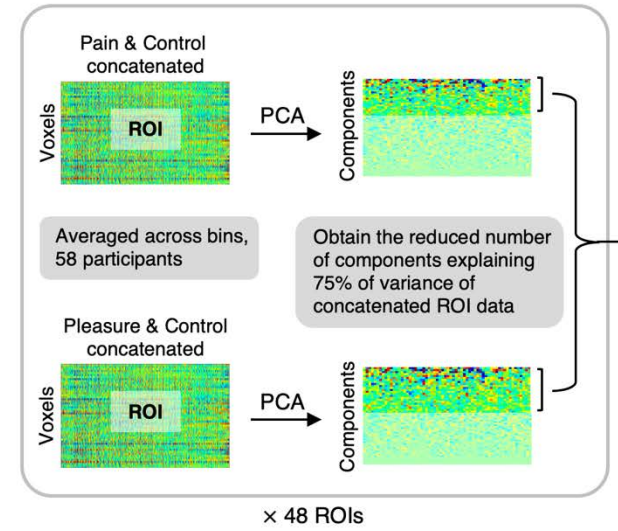 Pain & Control
concatenated
Voxels
ROI
PCA
Components
Averaged across bins,
58 participants
Obtain the reduced number
of components explaining
75% of variance of
concatenated ROI data
Pleasure & Control
concatenated
Voxels
ROI
PCA
Components
× 48 ROIs